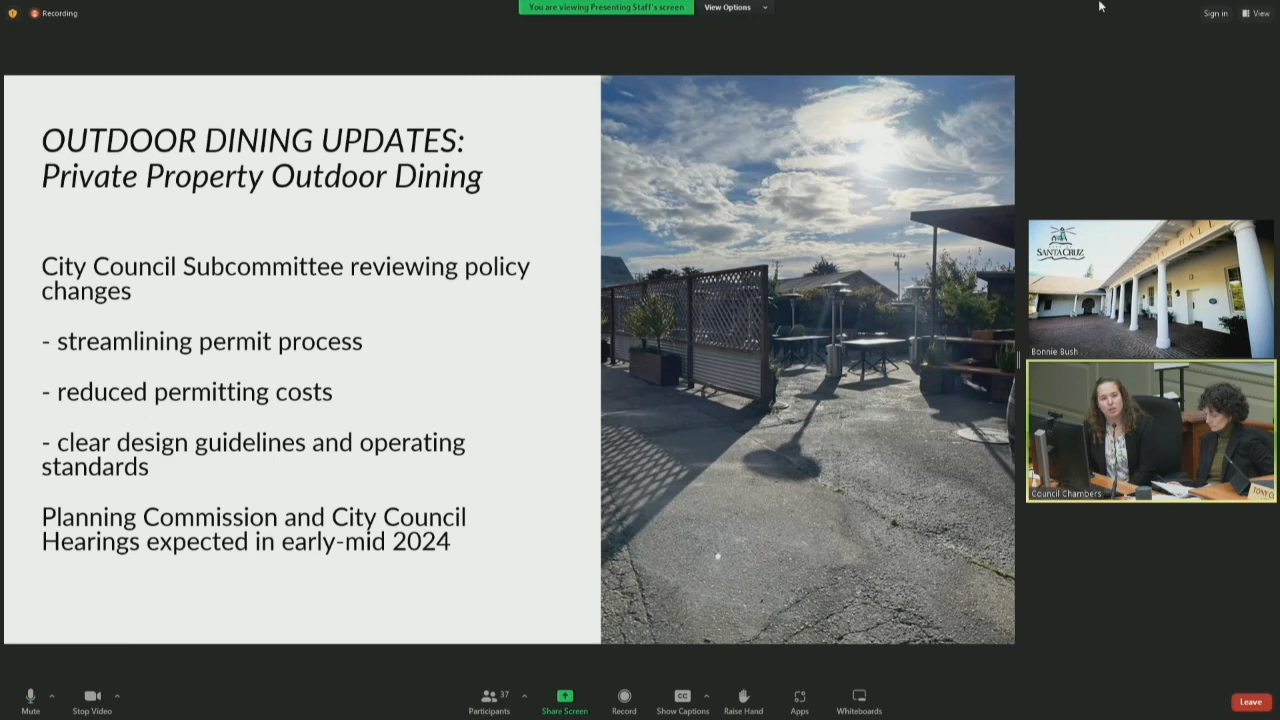 Recording
You are viewing Presenting Staff's screen
View Options
Sign in
View
OUTDOOR DINING UPDATES:
Private Property Outdoor Dining
City Council Subcommittee reviewing policy
changes
- streamlining permit process
- reduced permitting costs
- clear design guidelines and operating
standards
Planning Commission and City Council
Hearings expected in early-mid 2024
SANTA CRUZ
HALL
Bonnie Bush
Council Chambers
TONY
Mute
Stop Video
37
Participants
Share Screen
Record
CC
Show Captions
Raise Hand
Apps
Whiteboards
Leave